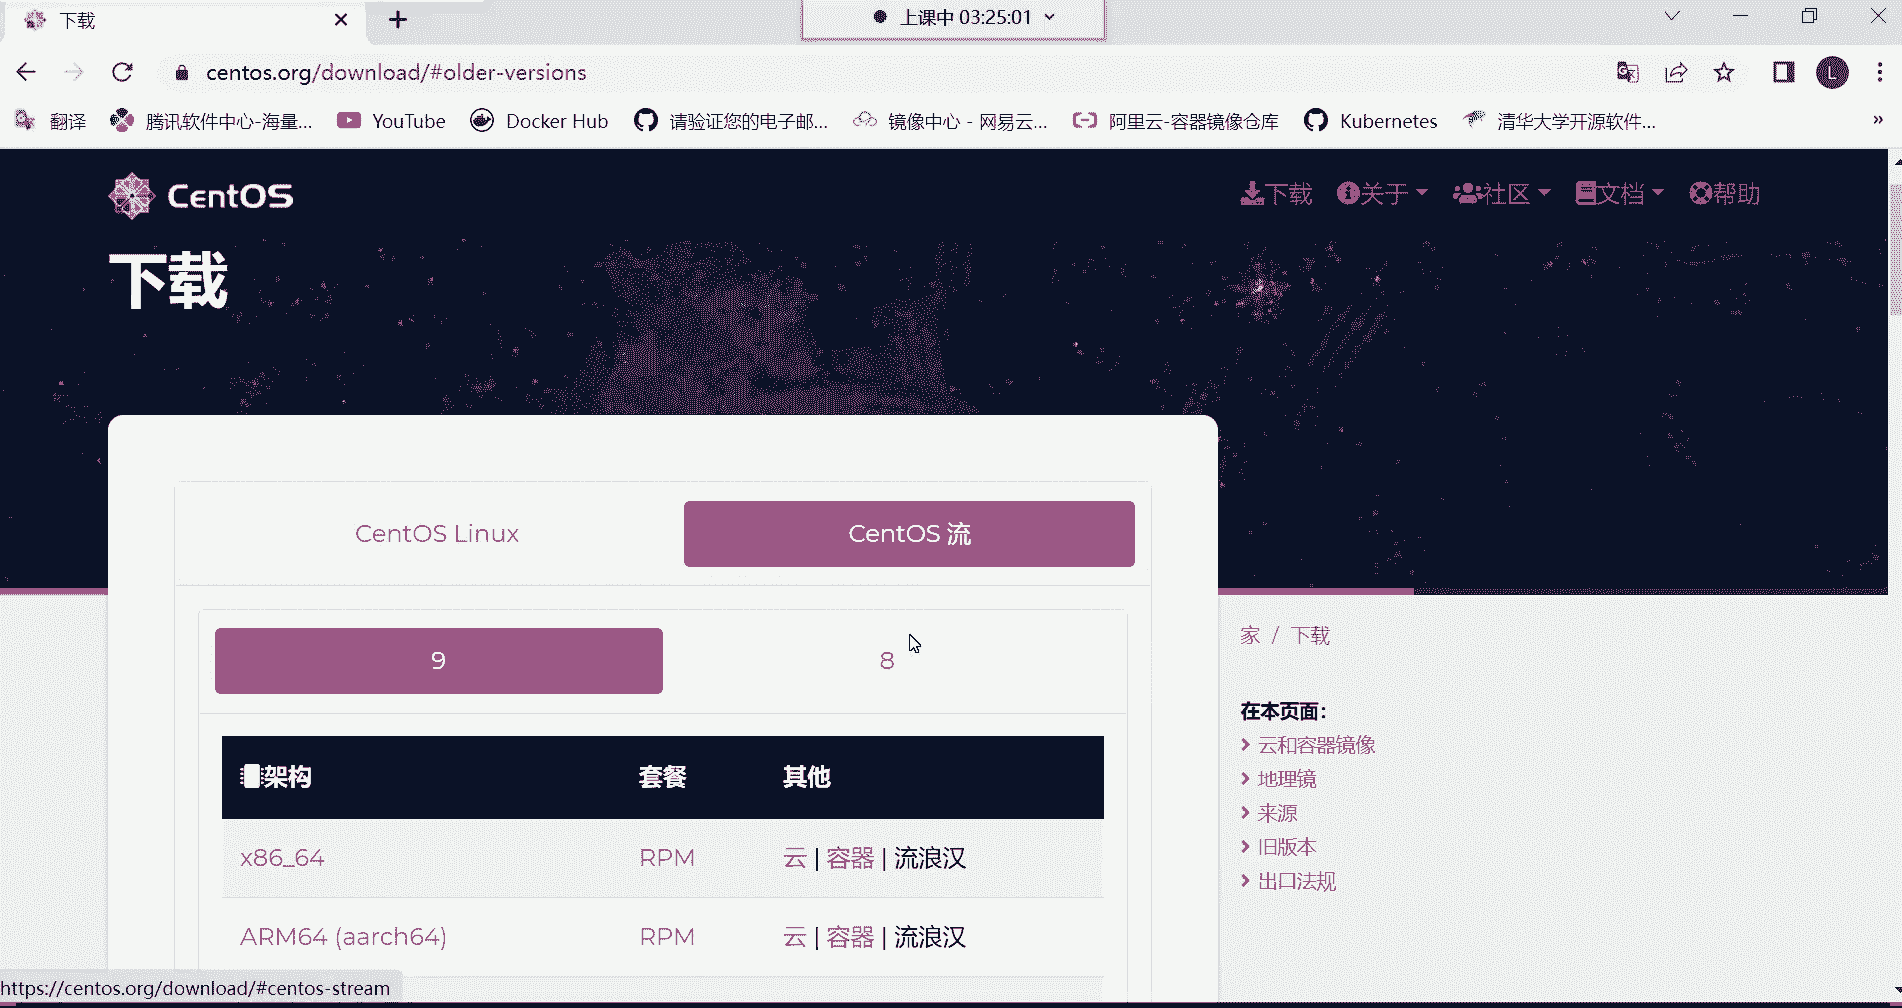 下载
上课中 03:25:01
centos.org/download/#older-versions
L
翻译 腾讯软件中心-海量... YouTube Docker Hub 请验证您的电子邮... 镜像中心 - 网易云... 阿里云-容器镜像仓库 Kubernetes 清华大学开源软件... »
CentOS
下载 关于 社区 文档 帮助
下载
CentOS Linux CentOS 流
9 8
架构 套餐 其他
x86_64 RPM 云 | 容器 | 流浪汉
ARM64 (aarch64) RPM 云 | 容器 | 流浪汉
家 / 下载
在本页面：
云和容器镜像
地理镜
来源
旧版本
出口法规
https://centos.org/download/#centos-stream